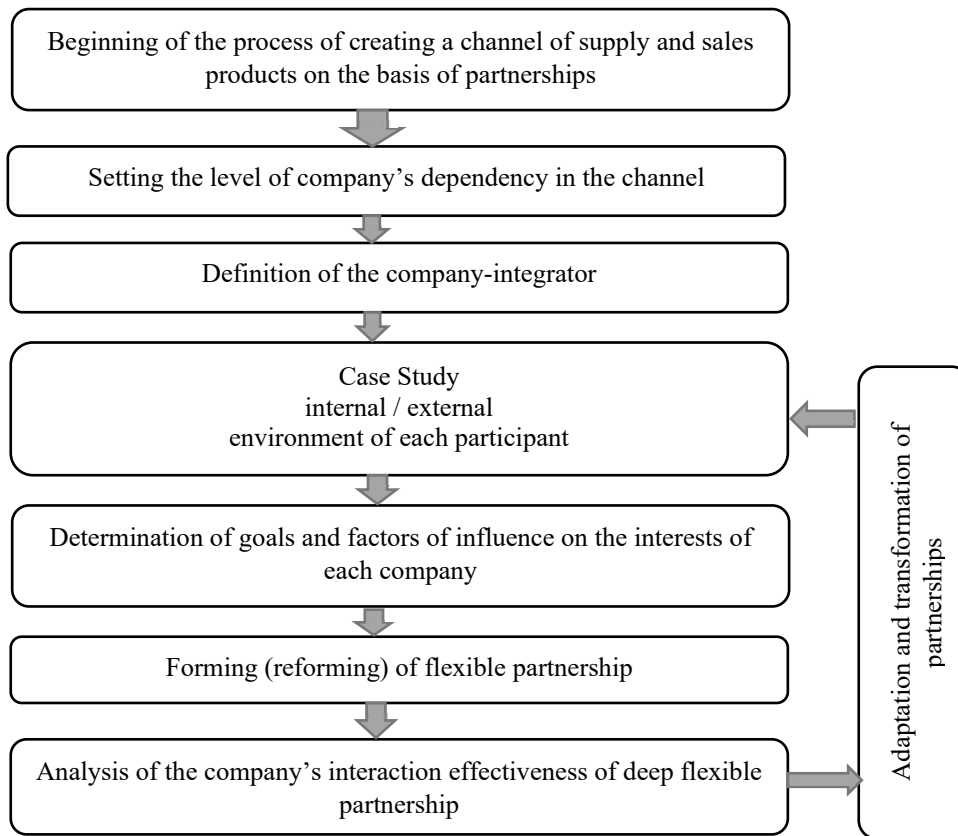 Beginning of the process of creating a channel of supply and sales
products on the basis of partnerships
Setting the level of company’s dependency in the channel
Definition of the company-integrator
Case Study
internal / external
environment of each participant
Determination of goals and factors of influence on the interests of
each company
Forming (reforming) of flexible partnership
Analysis of the company’s interaction effectiveness of deep flexible
partnership
Adaptation and transformation of
partnerships